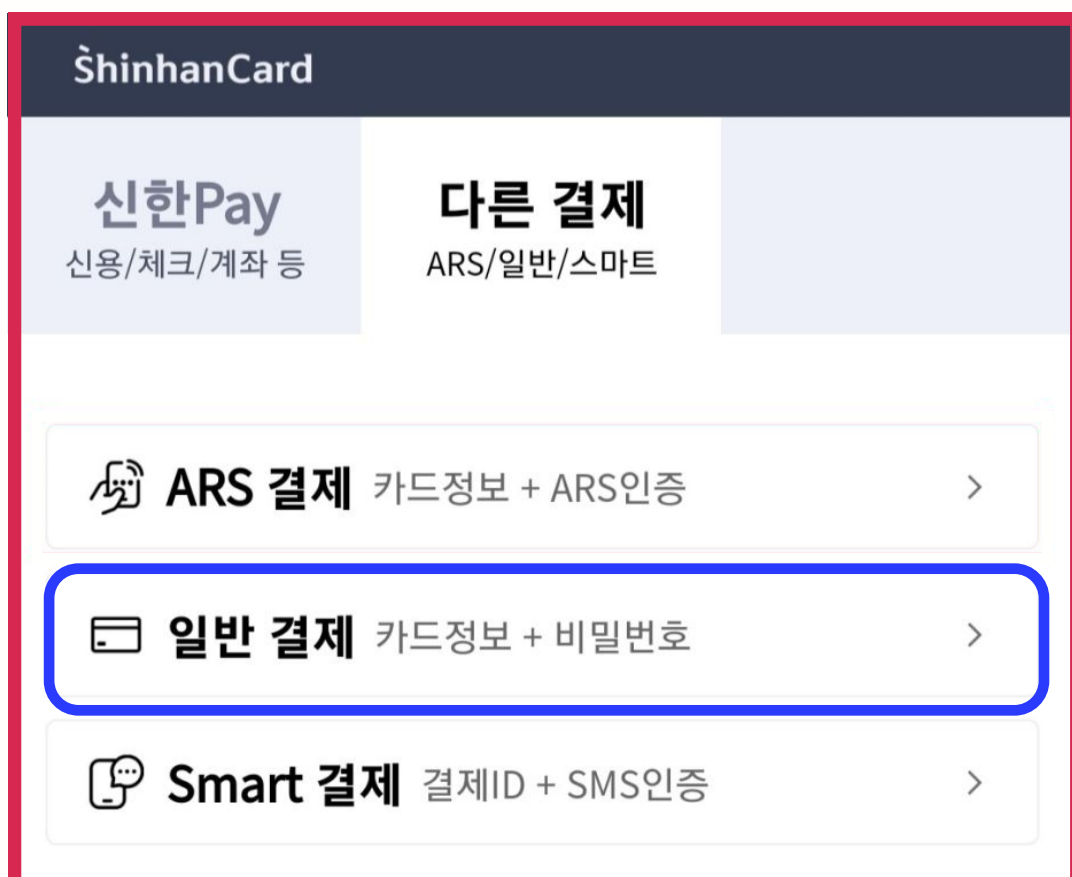 ShinhanCard
신한Pay
신용/체크/계좌 등
다른 결제
ARS/일반/스마트
ARS 결제 카드정보 + ARS인증
일반 결제 카드정보 + 비밀번호
Smart 결제 결제ID + SMS인증